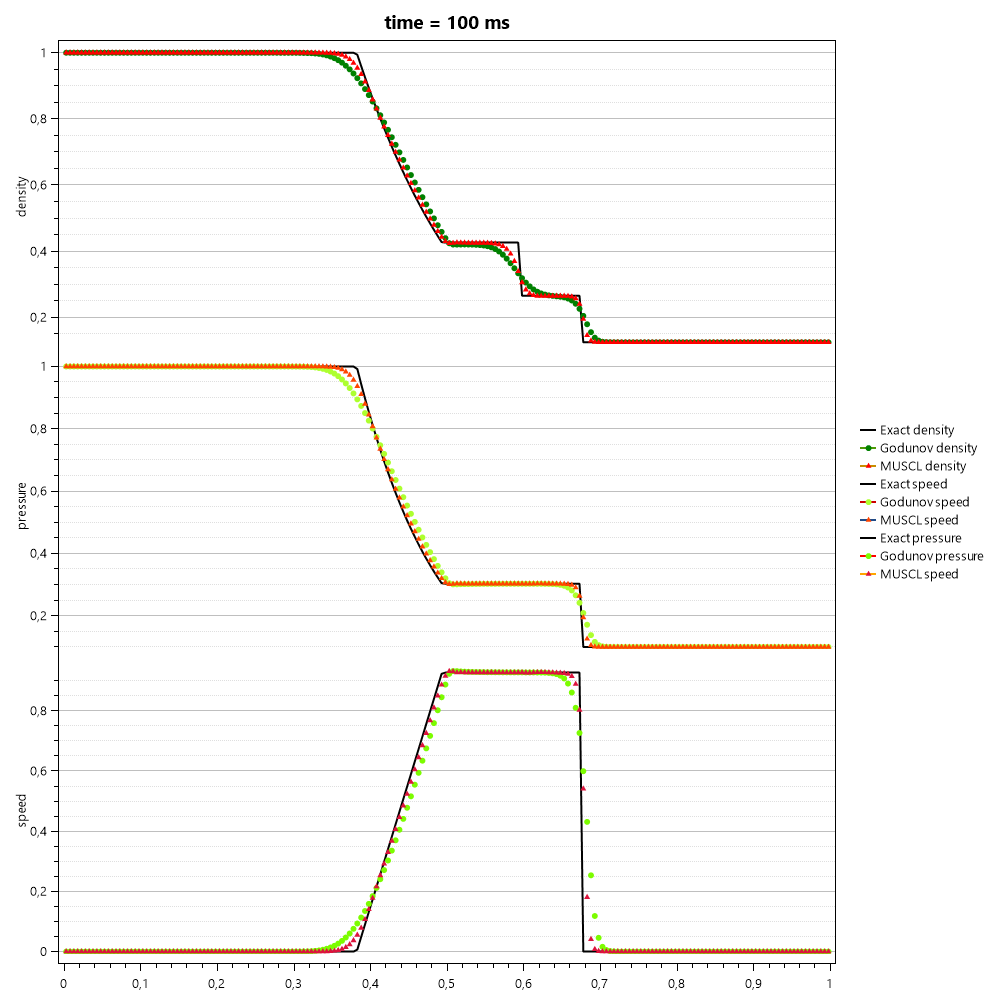 time = 100 ms
1
0,8
0,6
0,4
0,2
density
1
0,8
0,6
0,4
0,2
pressure
0,8
0,6
0,4
0,2
0
speed
0 0,1 0,2 0,3 0,4 0,5 0,6 0,7 0,8 0,9 1
Exact density
Godunov density
MUSCL density
Exact speed
Godunov speed
MUSCL speed
Exact pressure
Godunov pressure
MUSCL speed